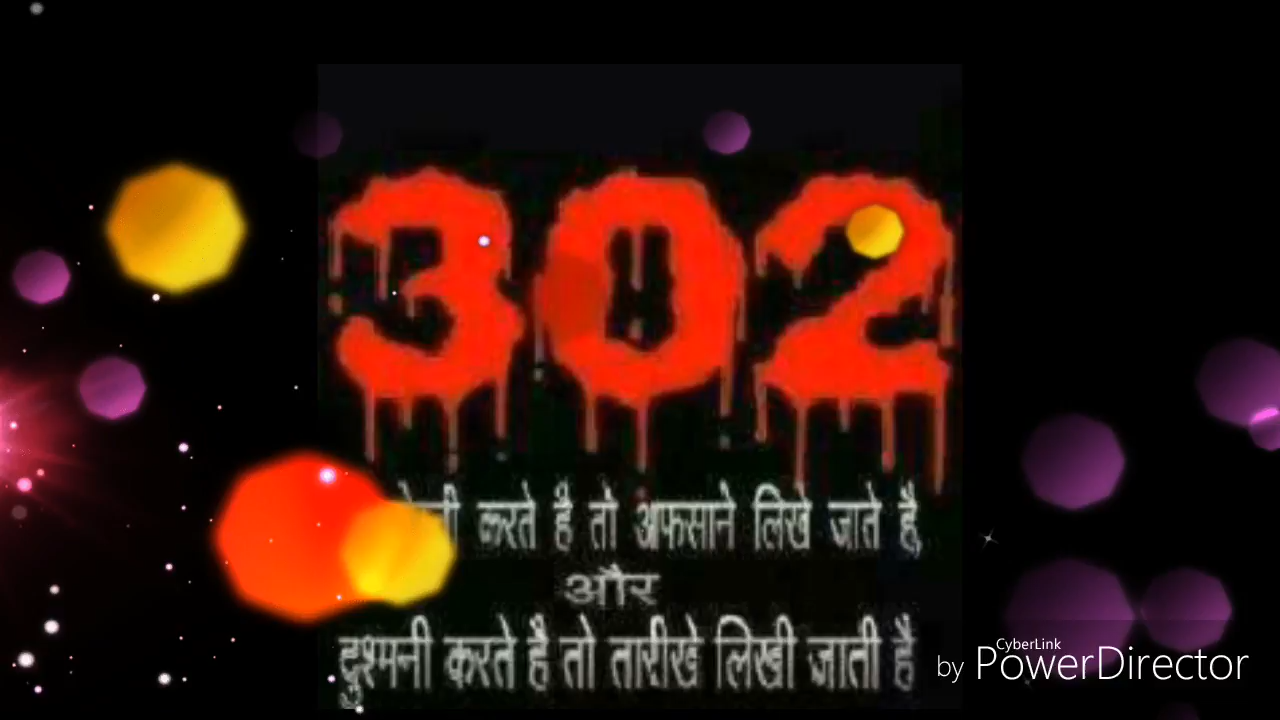 302
करते है तो अफसाने लिखे जाते है,
और
दुश्मनी करते है तो तारीखे लिखी जाती है
CyberLink
by PowerDirector